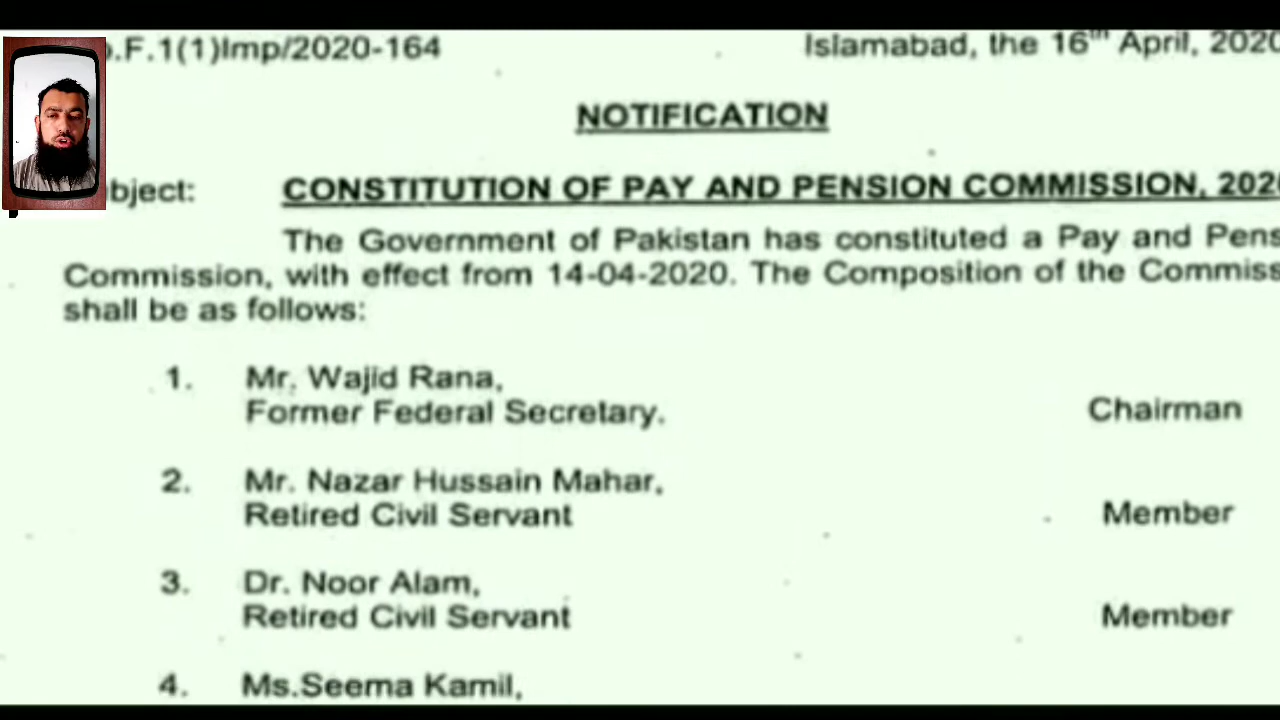 .F.1(1)Imp/2020-164 Islamabad, the 16th April, 2020
NOTIFICATION
bject: CONSTITUTION OF PAY AND PENSION COMMISSION, 202
The Government of Pakistan has constituted a Pay and Pens
Commission, with effect from 14-04-2020. The Composition of the Commiss
shall be as follows:
1. Mr. Wajid Rana,
Former Federal Secretary. Chairman
2. Mr. Nazar Hussain Mahar,
Retired Civil Servant Member
3. Dr. Noor Alam,
Retired Civil Servant Member
4. Ms.Seema Kamil,